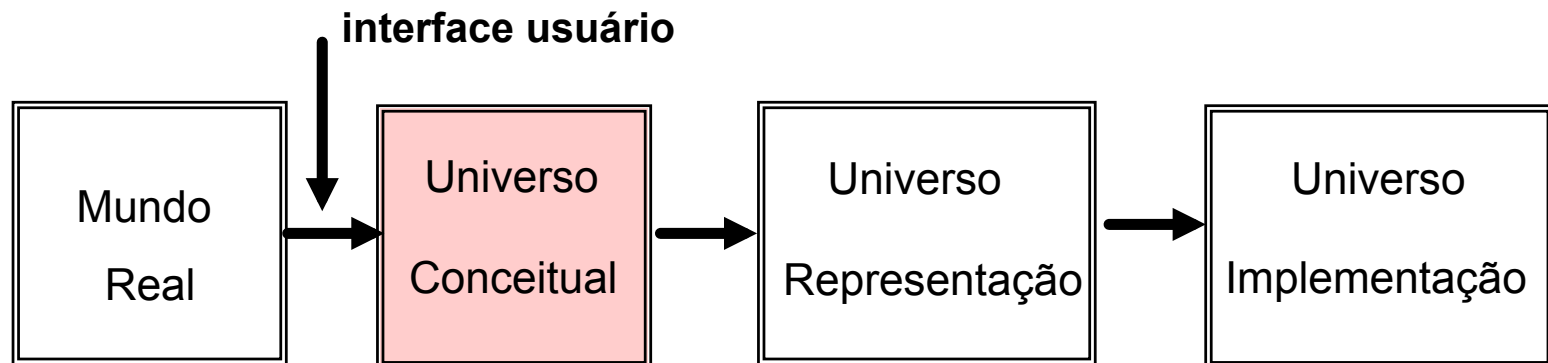 interface usuário
Mundo
Real
Universo
Conceitual
Universo
Representação
Universo
Implementação